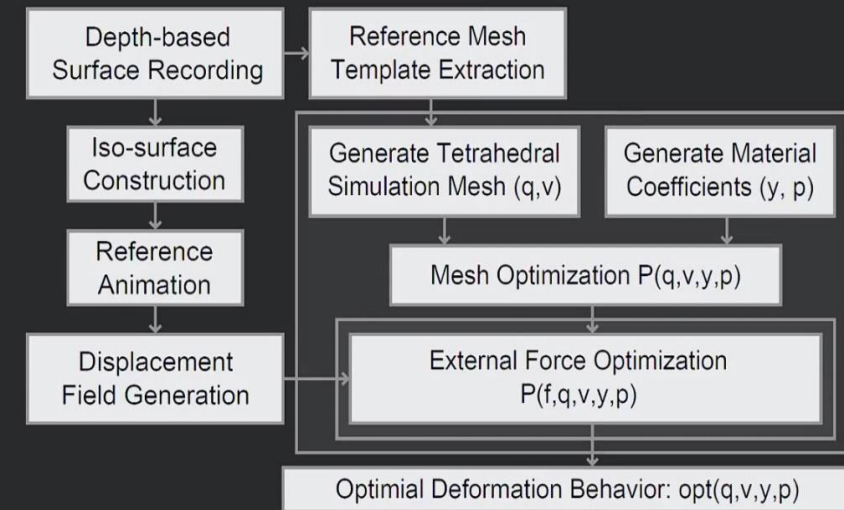 Depth-based
Surface Recording
Reference Mesh
Template Extraction
Iso-surface
Construction
Generate Tetrahedral
Simulation Mesh (q,v)
Generate Material
Coefficients (y, p)
Reference
Animation
Mesh Optimization P(q,v,y,p)
Displacement
Field Generation
External Force Optimization
P(f,q,v,y,p)
Optimial Deformation Behavior: opt(q,v,y,p)